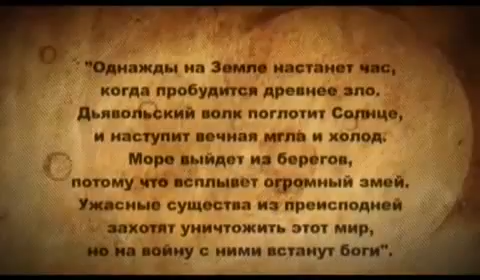 "Однажды на Земле настанет час,
когда пробудится древнее зло.
Дьявольский волк поглотит Солнце,
и наступит вечная мгла и холод.
Море выйдет из берегов,
потому что всплывет огромный змей.
Ужасные существа из преисподней
захотят уничтожить этот мир,
но на войну с ними встанут боги".